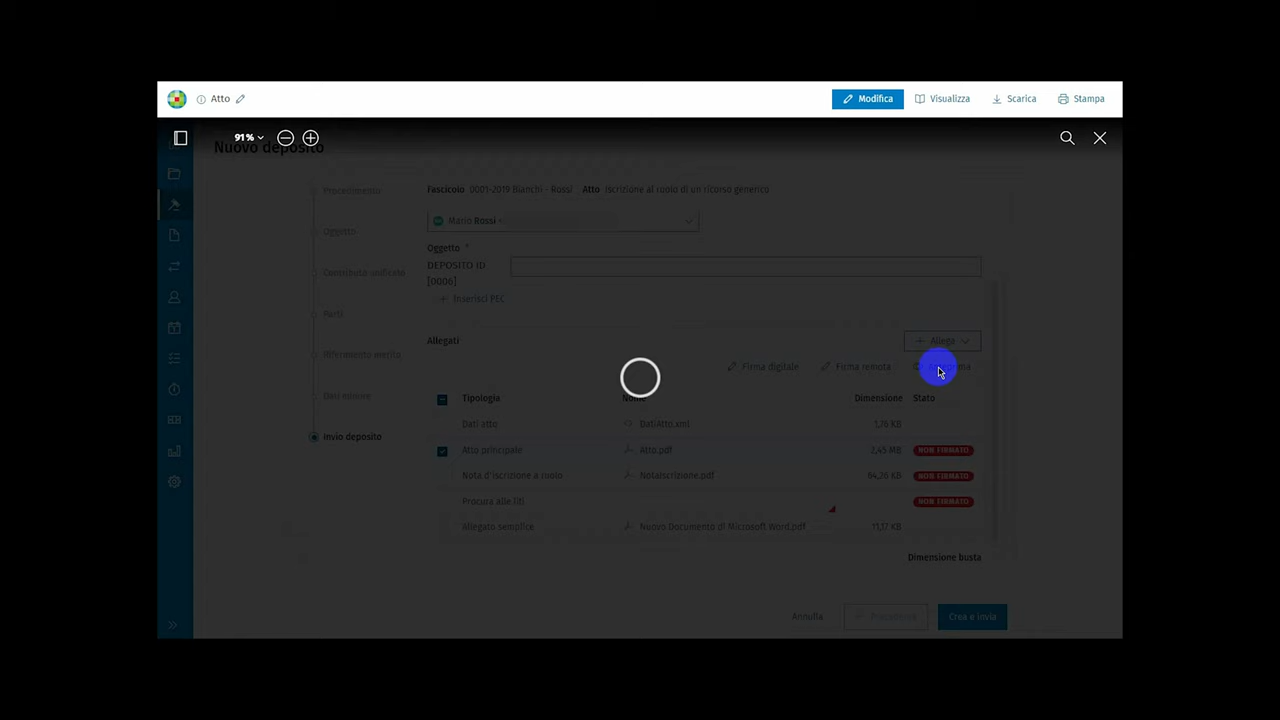 Atto
Modifica
Visualizza
Scarica
Stampa
91%
Nuovo deposito
Procedimento
Oggetto
Contributo unificato
Parti
Riferimento merito
Dati minore
Invio deposito
Fascicolo 0001-2019 Bianchi - Rossi Atto Iscrizione al ruolo di un ricorso generico
Mario Rossi -
Oggetto *
DEPOSITO ID
[0006]
+ Inserisci PEC
Allegati
+ Allega
Firma digitale
Firma remota
Anteprima
Tipologia Nome Dimensione Stato
Dati atto DatiAtto.xml 1,76 KB
Atto principale Atto.pdf 2,45 MB NON FIRMATO
Nota d'iscrizione a ruolo NotaIscrizione.pdf 64,26 KB NON FIRMATO
Procura alle liti NON FIRMATO
Allegato semplice Nuovo Documento di Microsoft Word.pdf 11,17 KB
Dimensione busta
Annulla
Crea e invia